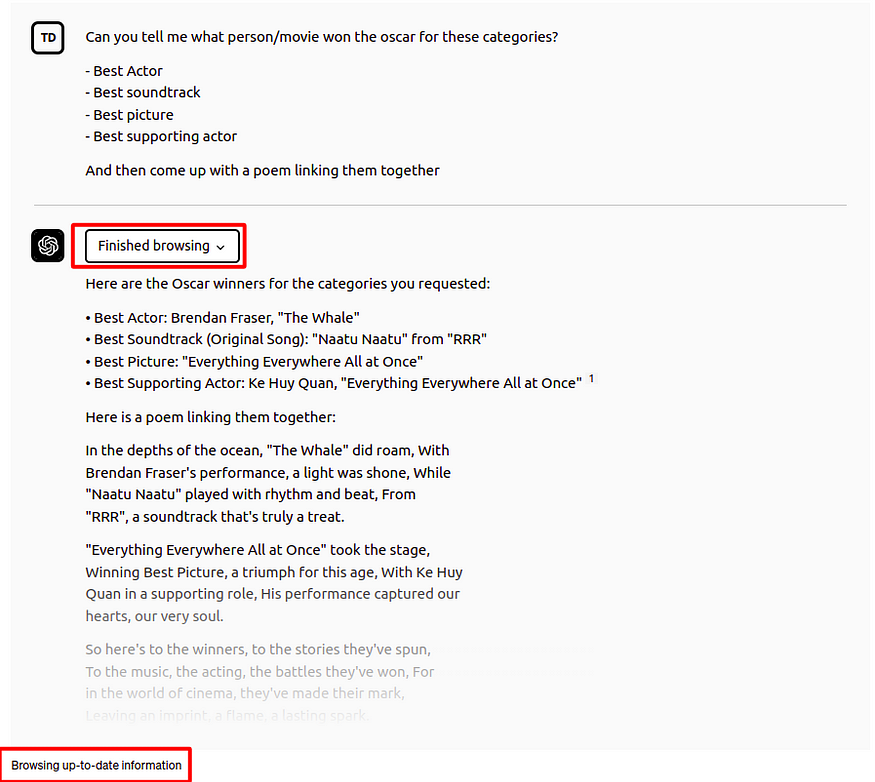 TD
Can you tell me what person/movie won the oscar for these categories?
- Best Actor
- Best soundtrack
- Best picture
- Best supporting actor
And then come up with a poem linking them together
Finished browsing
Here are the Oscar winners for the categories you requested:
• Best Actor: Brendan Fraser, "The Whale"
• Best Soundtrack (Original Song): "Naatu Naatu" from "RRR"
• Best Picture: "Everything Everywhere All at Once"
• Best Supporting Actor: Ke Huy Quan, "Everything Everywhere All at Once" 1
Here is a poem linking them together:
In the depths of the ocean, "The Whale" did roam, With
Brendan Fraser's performance, a light was shone, While
"Naatu Naatu" played with rhythm and beat, From
"RRR", a soundtrack that's truly a treat.
"Everything Everywhere All at Once" took the stage,
Winning Best Picture, a triumph for this age, With Ke Huy
Quan in a supporting role, His performance captured our
hearts, our very soul.
So here's to the winners, to the stories they've spun,
To the music, the acting, the battles they've won, For
in the world of cinema, they've made their mark,
Leaving an imprint, a flame, a lasting spark.
Browsing up-to-date information